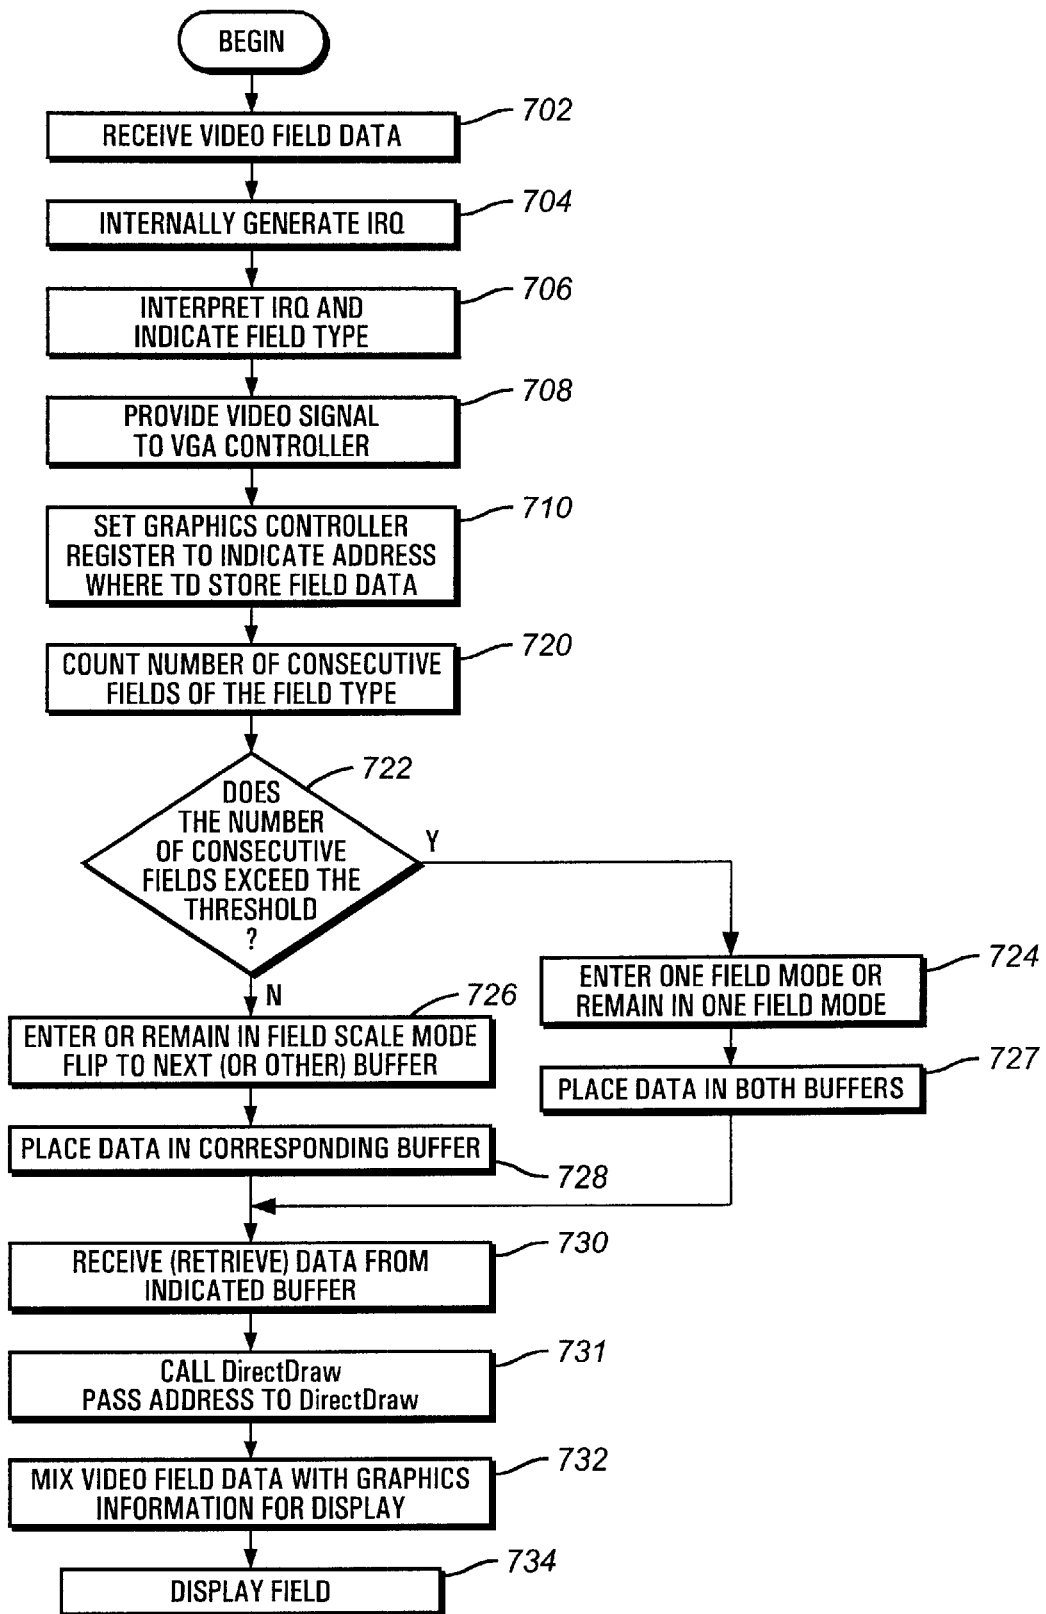 BEGIN
702
RECEIVE VIDEO FIELD DATA
704
INTERNALLY GENERATE IRQ
706
INTERPRET IRQ AND
INDICATE FIELD TYPE
708
PROVIDE VIDEO SIGNAL
TO VGA CONTROLLER
710
SET GRAPHICS CONTROLLER
REGISTER TO INDICATE ADDRESS
WHERE TD STORE FIELD DATA
720
COUNT NUMBER OF CONSECUTIVE
FIELDS OF THE FIELD TYPE
722
DOES
THE NUMBER
OF CONSECUTIVE
FIELDS EXCEED THE
THRESHOLD
?
Y
N
724
ENTER ONE FIELD MODE OR
REMAIN IN ONE FIELD MODE
726
ENTER OR REMAIN IN FIELD SCALE MODE
FLIP TO NEXT (OR OTHER) BUFFER
727
PLACE DATA IN BOTH BUFFERS
PLACE DATA IN CORRESPONDING BUFFER
728
730
RECEIVE (RETRIEVE) DATA FROM
INDICATED BUFFER
731
CALL DirectDraw
PASS ADDRESS TO DirectDraw
732
MIX VIDEO FIELD DATA WITH GRAPHICS
INFORMATION FOR DISPLAY
734
DISPLAY FIELD